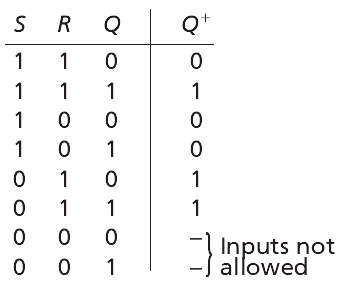 S R Q Q⁺
1 1 0 0
1 1 1 1
1 0 0 0
1 0 1 0
0 1 0 1
0 1 1 1
0 0 0 – Inputs not
0 0 1 – allowed